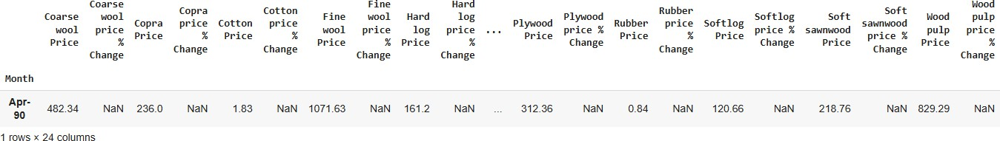 Coarse wool Price	Coarse wool price % Change	Copra Price	Copra price % Change	Cotton Price	Cotton price % Change	Fine wool Price	Fine wool price % Change	Hard log Price	Hard log price % Change	...	Plywood Price	Plywood price % Change	Rubber Price	Rubber price % Change	Softlog Price	Softlog price % Change	Soft sawnwood Price	Soft sawnwood price % Change	Wood pulp Price	Wood pulp price % Change
Month
Apr-90	482.34	NaN	236.0	NaN	1.83	NaN	1071.63	NaN	161.2	NaN	...	312.36	NaN	0.84	NaN	120.66	NaN	218.76	NaN	829.29	NaN
1 rows × 24 columns